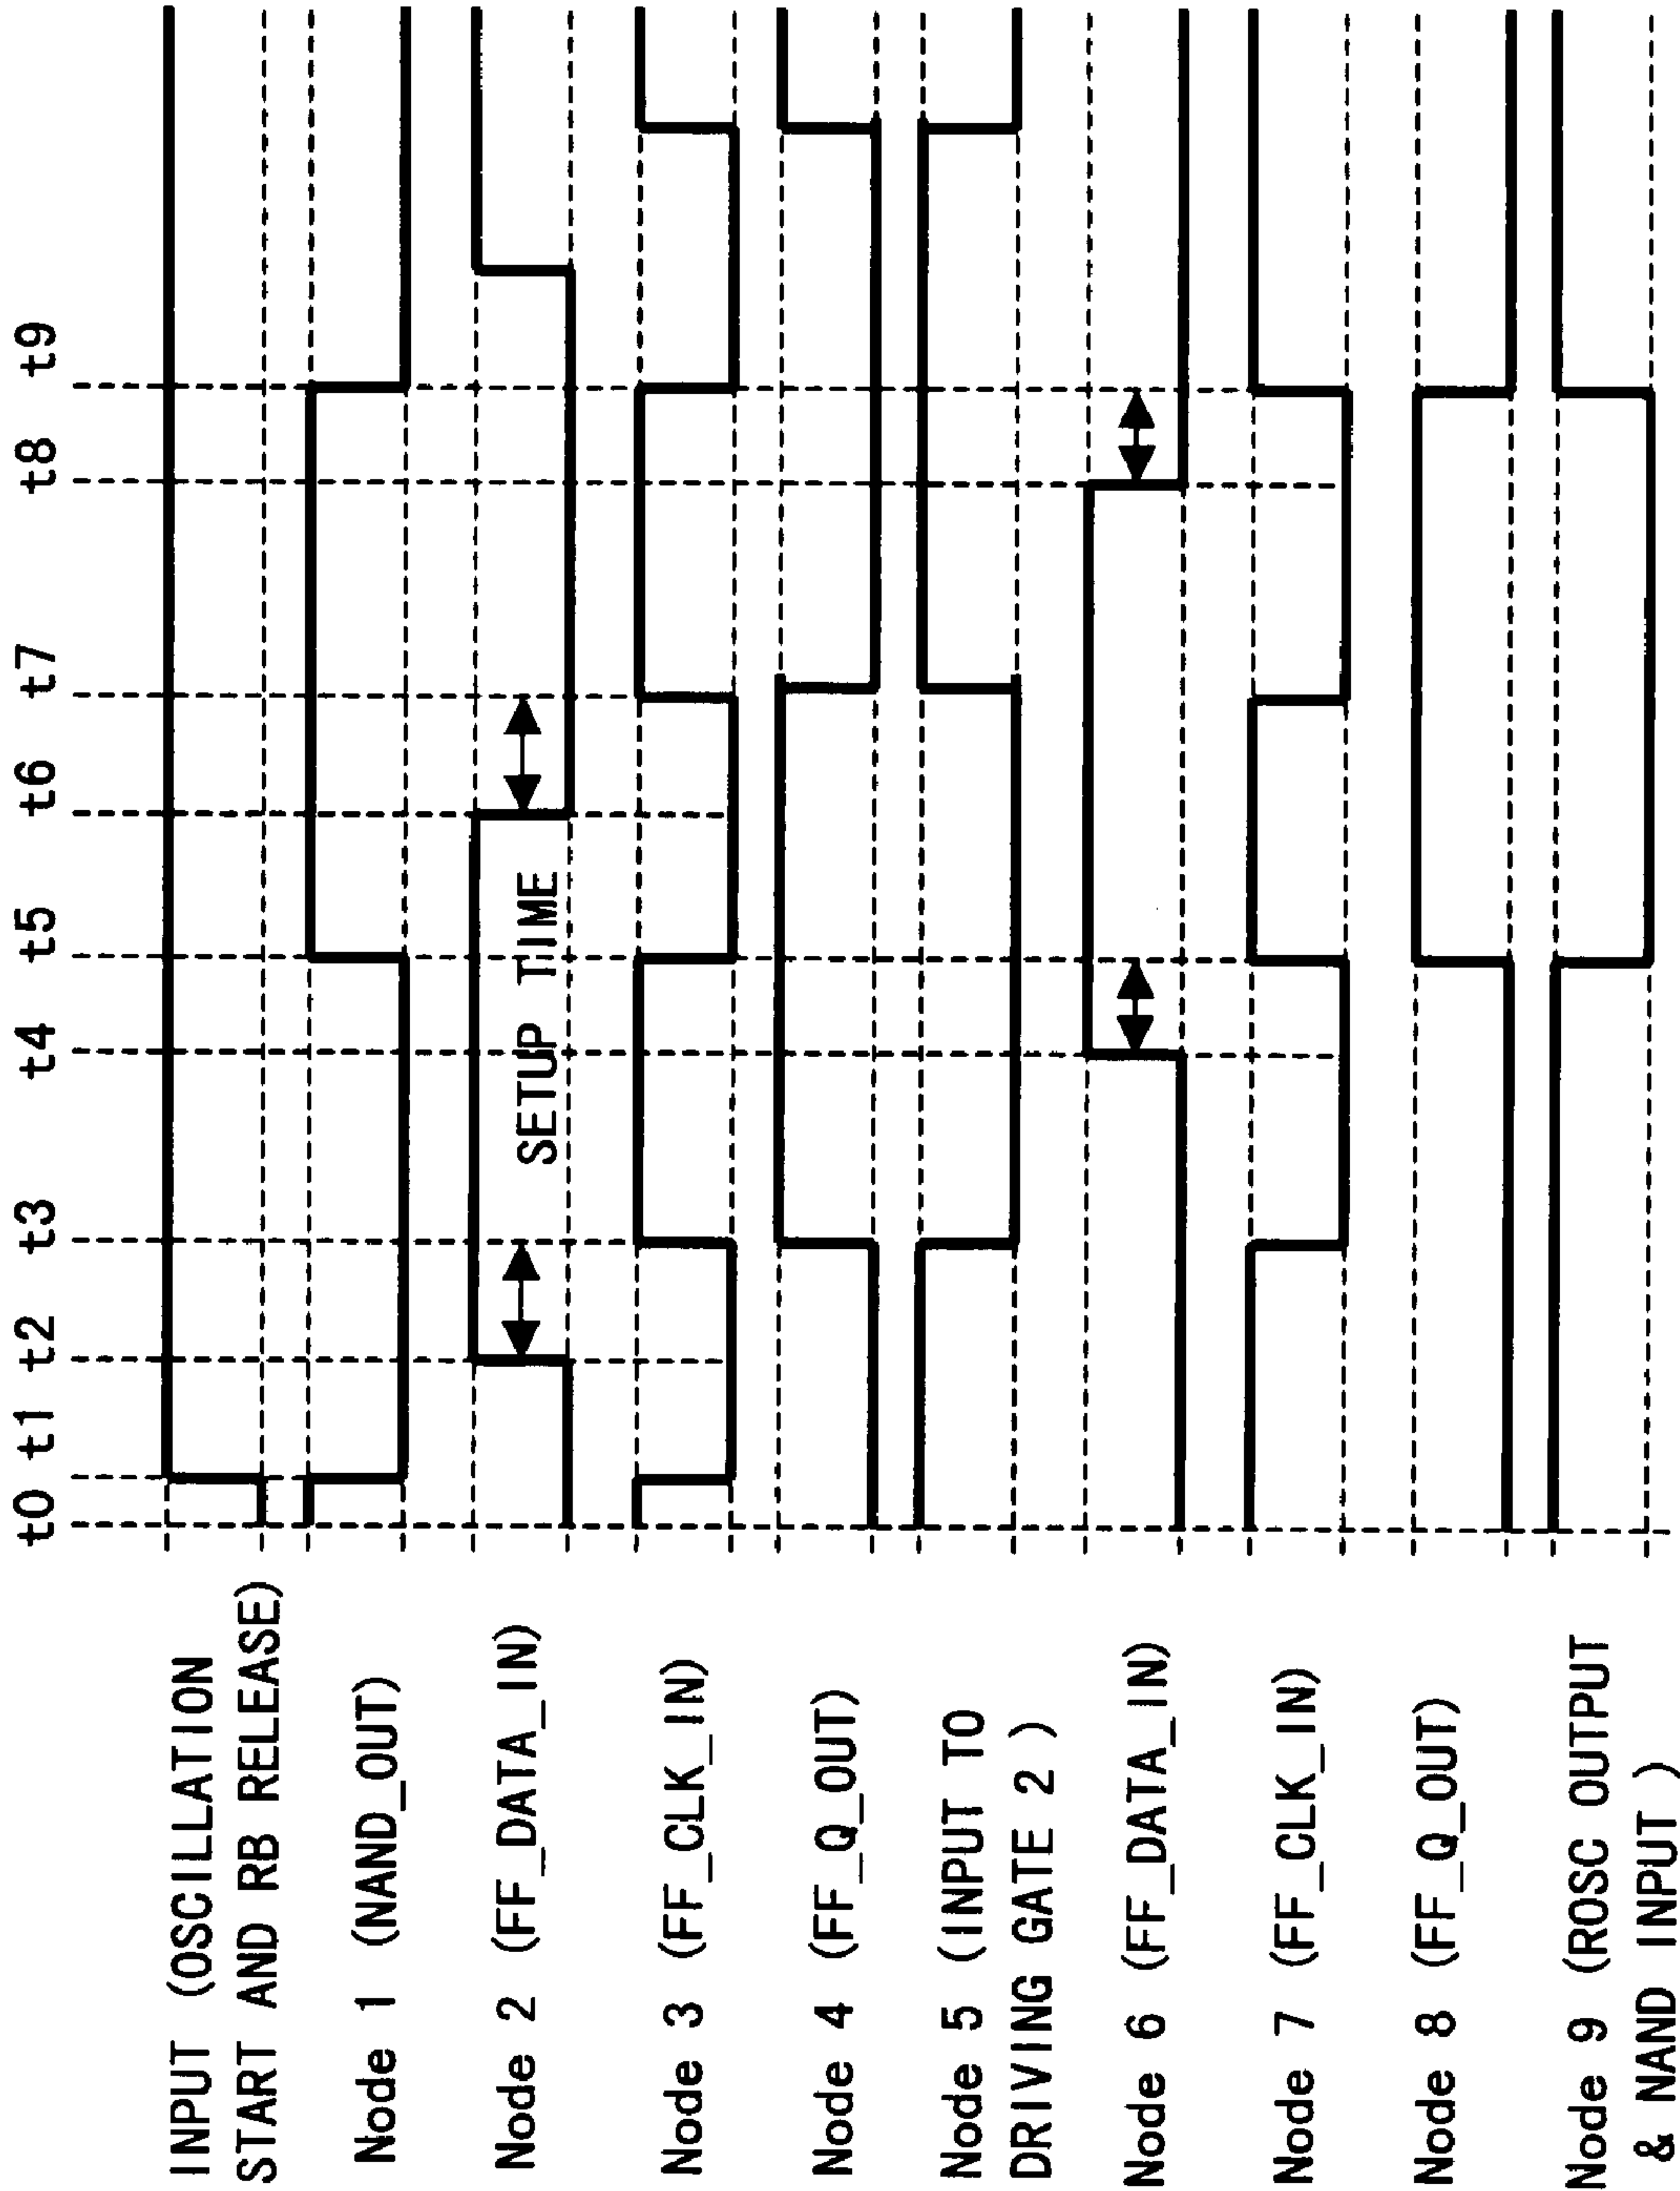 t0 t1 t2 t3 t4 t5 t6 t7 t8 t9
INPUT (OSCILLATION
START AND RB RELEASE)
Node 1 (NAND_OUT)
Node 2 (FF_DATA_IN)
SETUP TIME
Node 3 (FF_CLK_IN)
Node 4 (FF_Q_OUT)
Node 5 (INPUT TO
DRIVING GATE 2 )
Node 6 (FF_DATA_IN)
Node 7 (FF_CLK_IN)
Node 8 (FF_Q_OUT)
Node 9 (ROSC OUTPUT
& NAND INPUT )